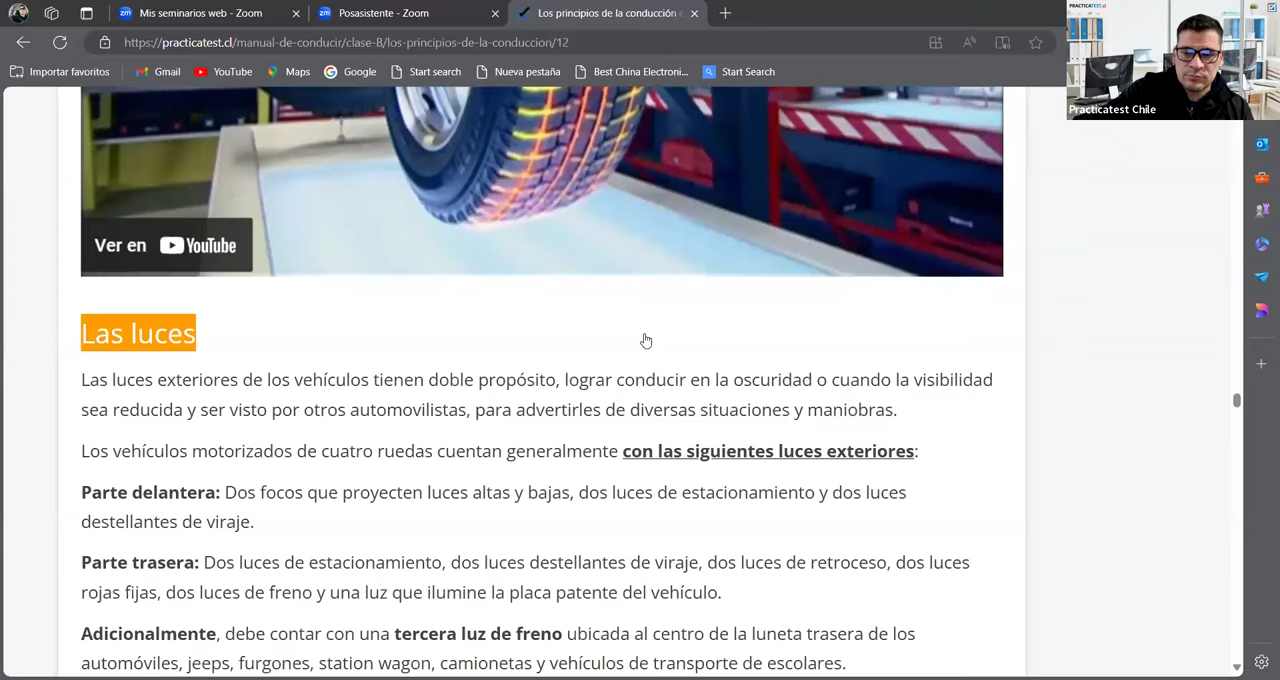 Mis seminarios web - Zoom
Posasistente - Zoom
Los principios de la conducción
https://practicatest.cl/manual-de-conducir/clase-B/los-principios-de-la-conduccion/12
Importar favoritos
Gmail
YouTube
Maps
Google
Start search
Nueva pestaña
Best China Electroni...
Start Search
PRACTICATEST.cl
Practicatest Chile
Ver en YouTube
Las luces
Las luces exteriores de los vehículos tienen doble propósito, lograr conducir en la oscuridad o cuando la visibilidad
sea reducida y ser visto por otros automovilistas, para advertirles de diversas situaciones y maniobras.
Los vehículos motorizados de cuatro ruedas cuentan generalmente con las siguientes luces exteriores:
Parte delantera: Dos focos que proyecten luces altas y bajas, dos luces de estacionamiento y dos luces
destellantes de viraje.
Parte trasera: Dos luces de estacionamiento, dos luces destellantes de viraje, dos luces de retroceso, dos luces
rojas fijas, dos luces de freno y una luz que ilumine la placa patente del vehículo.
Adicionalmente, debe contar con una tercera luz de freno ubicada al centro de la luneta trasera de los
automóviles, jeeps, furgones, station wagon, camionetas y vehículos de transporte de escolares.